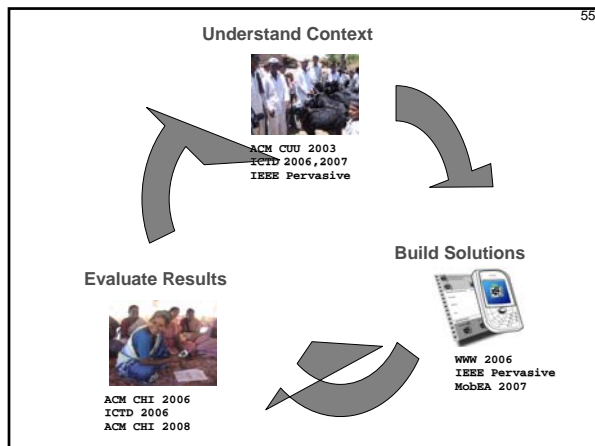 55
Understand Context
ACM CUU 2003
ICTD 2006,2007
IEEE Pervasive
Build Solutions
WWW 2006
IEEE Pervasive
MobEA 2007
Evaluate Results
ACM CHI 2006
ICTD 2006
ACM CHI 2008